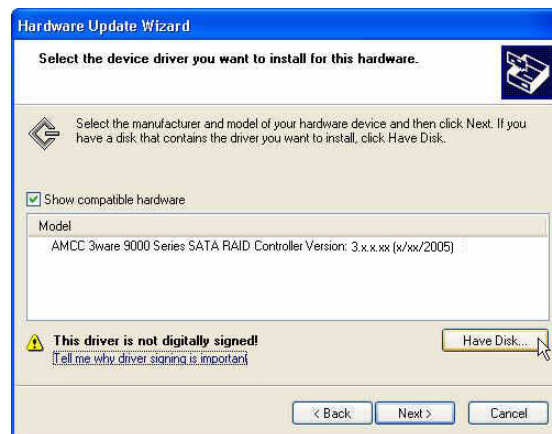 Hardware Update Wizard
Select the device driver you want to install for this hardware.
Select the manufacturer and model of your hardware device and then click Next. If you
have a disk that contains the driver you want to install, click Have Disk.
Show compatible hardware
Model
AMCC 3ware 9000 Series SATA RAID Controller Version: 3.x.x.xx (x/xx/2005)
This driver is not digitally signed!
Tell me why driver signing is important
Have Disk...
< Back
Next >
Cancel